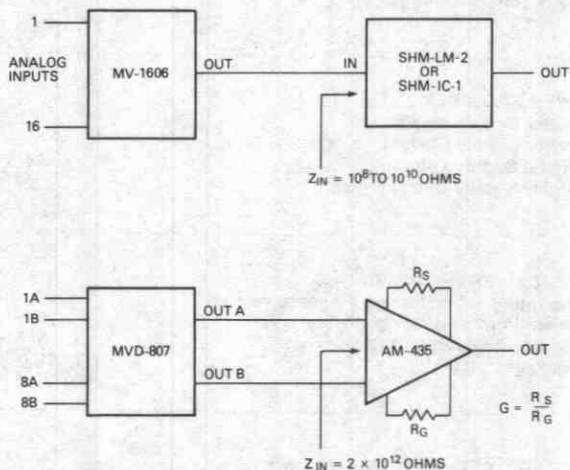 1
ANALOG
INPUTS
16
MV-1606
OUT
IN
SHM-LM-2
OR
SHM-IC-1
OUT
Z_IN = 10^8 TO 10^10 OHMS
1A
1B
8A
8B
MVD-807
OUT A
OUT B
R_S
AM-435
R_G
OUT
G = R_S / R_G
Z_IN = 2 × 10^12 OHMS